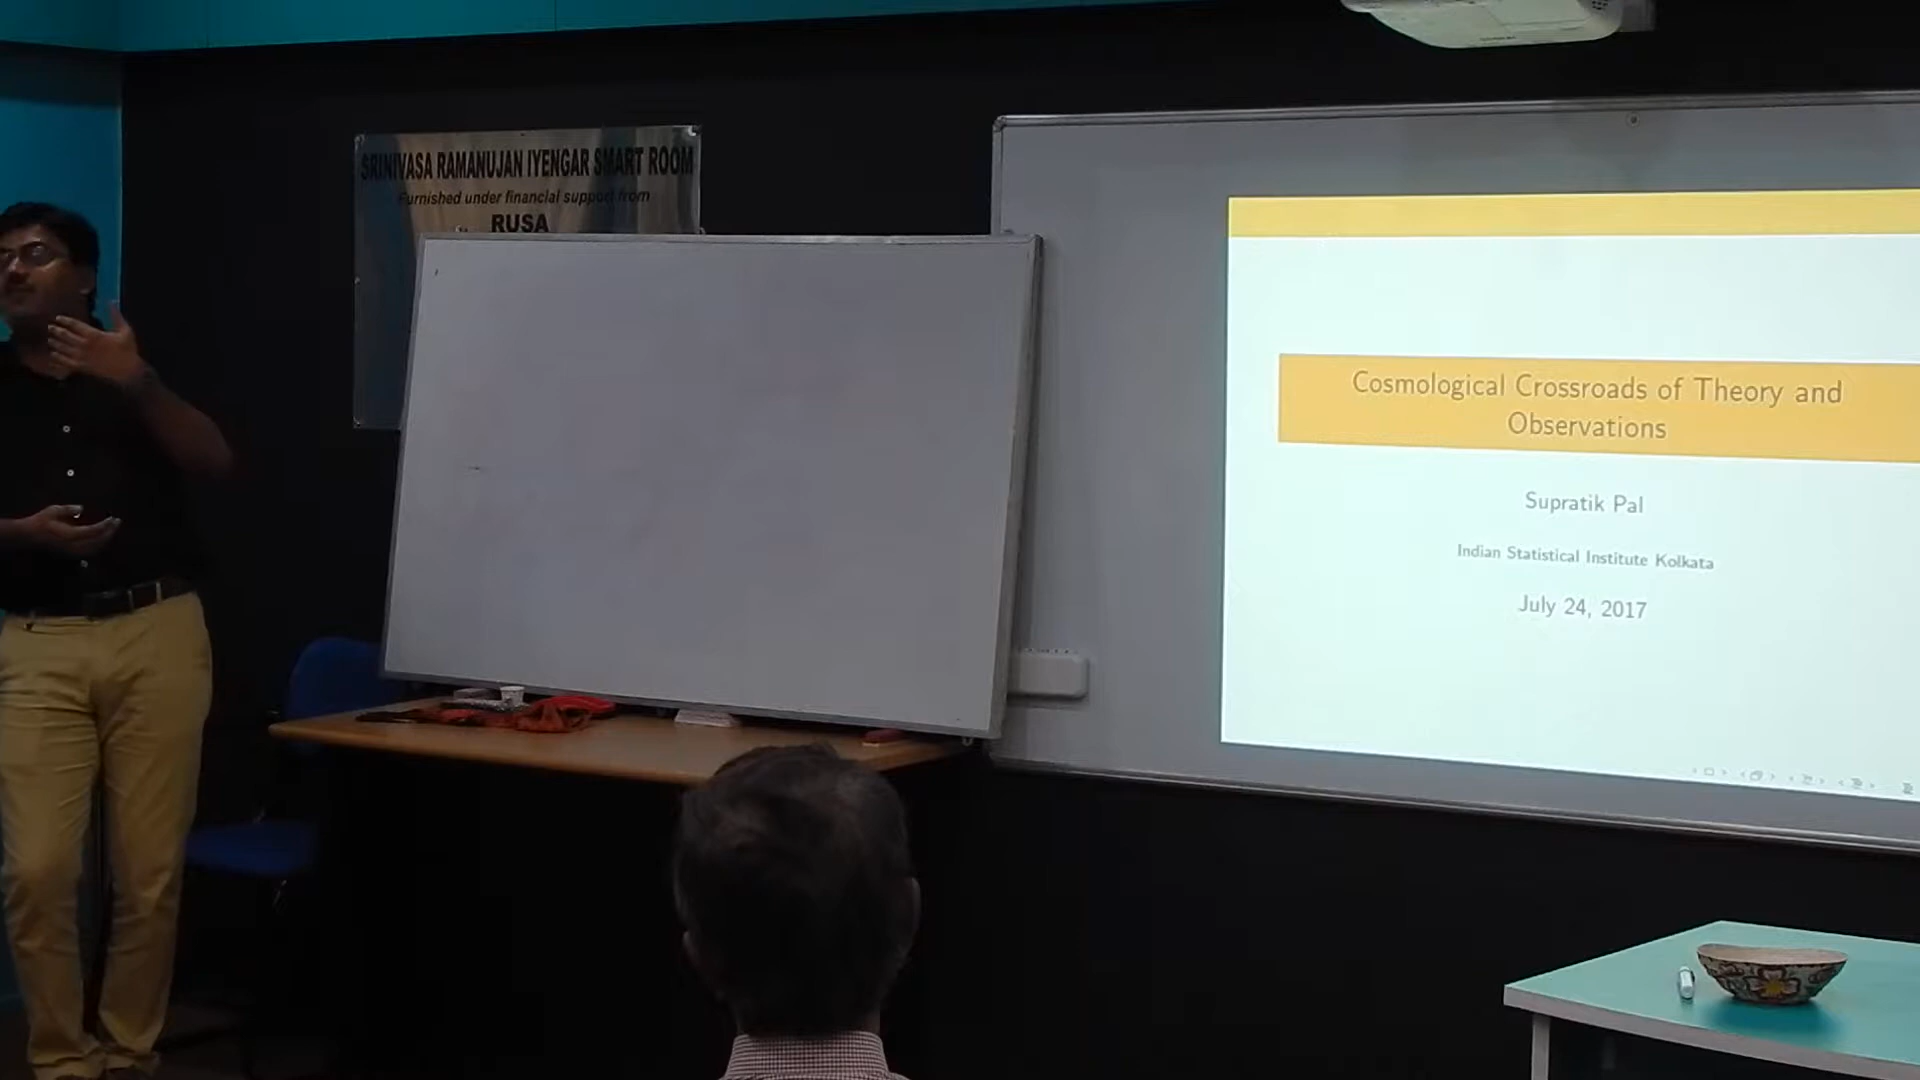 SRINIVASA RAMANUJAN IYENGAR SMART ROOM
Furnished under financial support from
RUSA
Cosmological Crossroads of Theory and
Observations
Supratik Pal
Indian Statistical Institute Kolkata
July 24, 2017